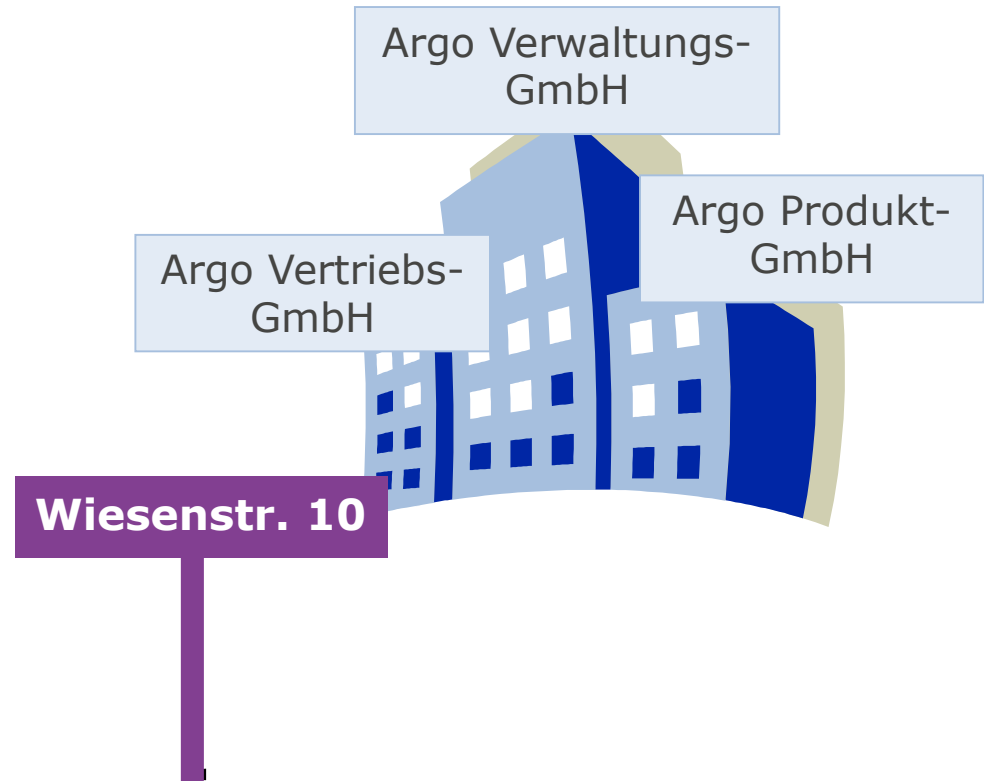 Argo Verwaltungs-
GmbH
Argo Produkt-
GmbH
Argo Vertriebs-
GmbH
Wiesenstr. 10